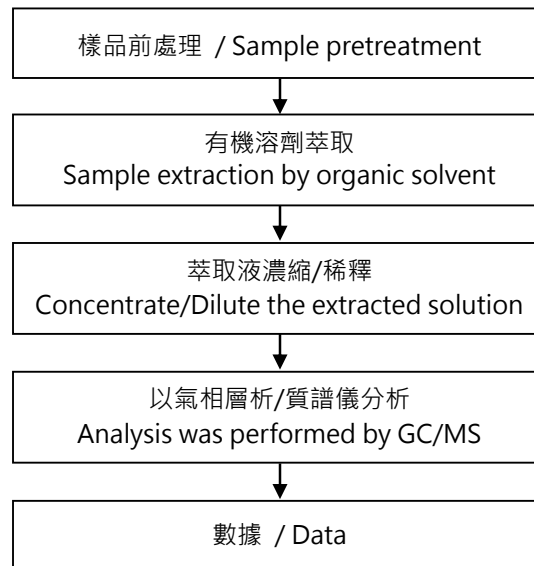 樣品前處理 / Sample pretreatment
有機溶劑萃取
Sample extraction by organic solvent
萃取液濃縮/稀釋
Concentrate/Dilute the extracted solution
以氣相層析/質譜儀分析
Analysis was performed by GC/MS
數據 / Data